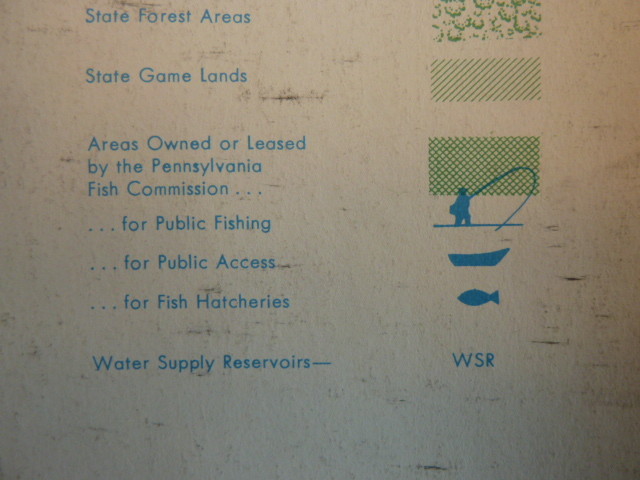 State Forest Areas
State Game Lands
Areas Owned or Leased
by the Pennsylvania
Fish Commission . . .
. . . for Public Fishing
. . . for Public Access
. . . for Fish Hatcheries
Water Supply Reservoirs— WSR